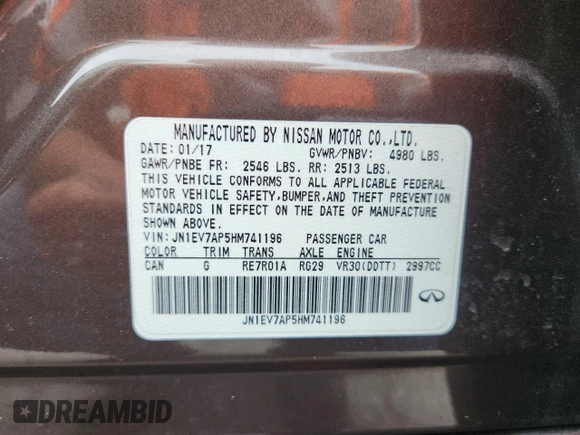 MANUFACTURED BY NISSAN MOTOR CO.,LTD.
DATE: 01/17 GVWR/PNBV: 4980 LBS.
GAWR/PNBE FR: 2546 LBS. RR: 2513 LBS.
THIS VEHICLE CONFORMS TO ALL APPLICABLE FEDERAL
MOTOR VEHICLE SAFETY,BUMPER,AND THEFT PREVENTION
STANDARDS IN EFFECT ON THE DATE OF MANUFACTURE
SHOWN ABOVE.
VIN: JN1EV7AP5HM741196 PASSENGER CAR
COLOR TRIM TRANS AXLE ENGINE
CAN G RE7R01A RG29 VR30(DDTT) 2997CC
JN1EV7AP5HM741196
DREAMBID